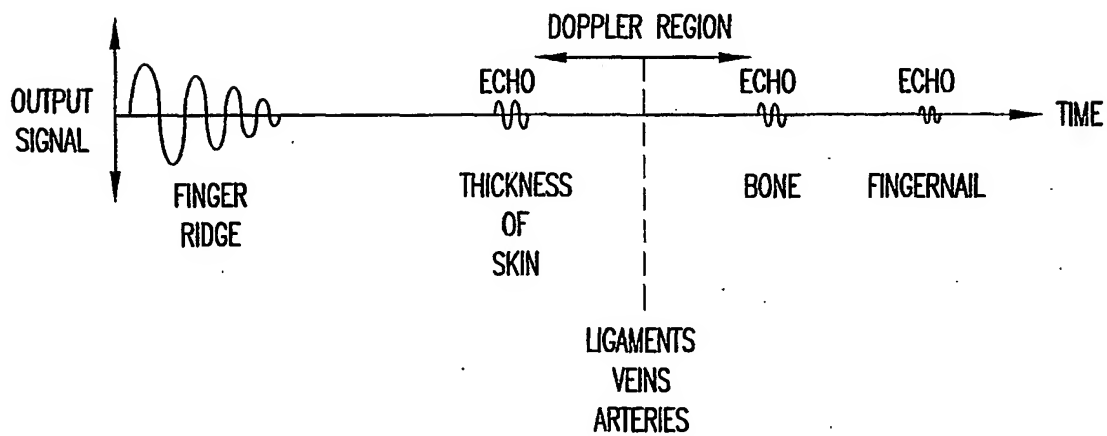 DOPPLER REGION
OUTPUT
SIGNAL
ECHO
ECHO
ECHO
TIME
FINGER
RIDGE
THICKNESS
OF
SKIN
BONE
FINGERNAIL
LIGAMENTS
VEINS
ARTERIES